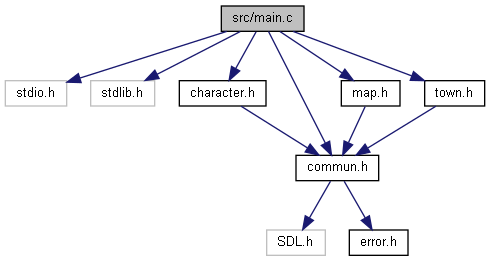 src/main.c
stdio.h
stdlib.h
character.h
map.h
town.h
commun.h
SDL.h
error.h